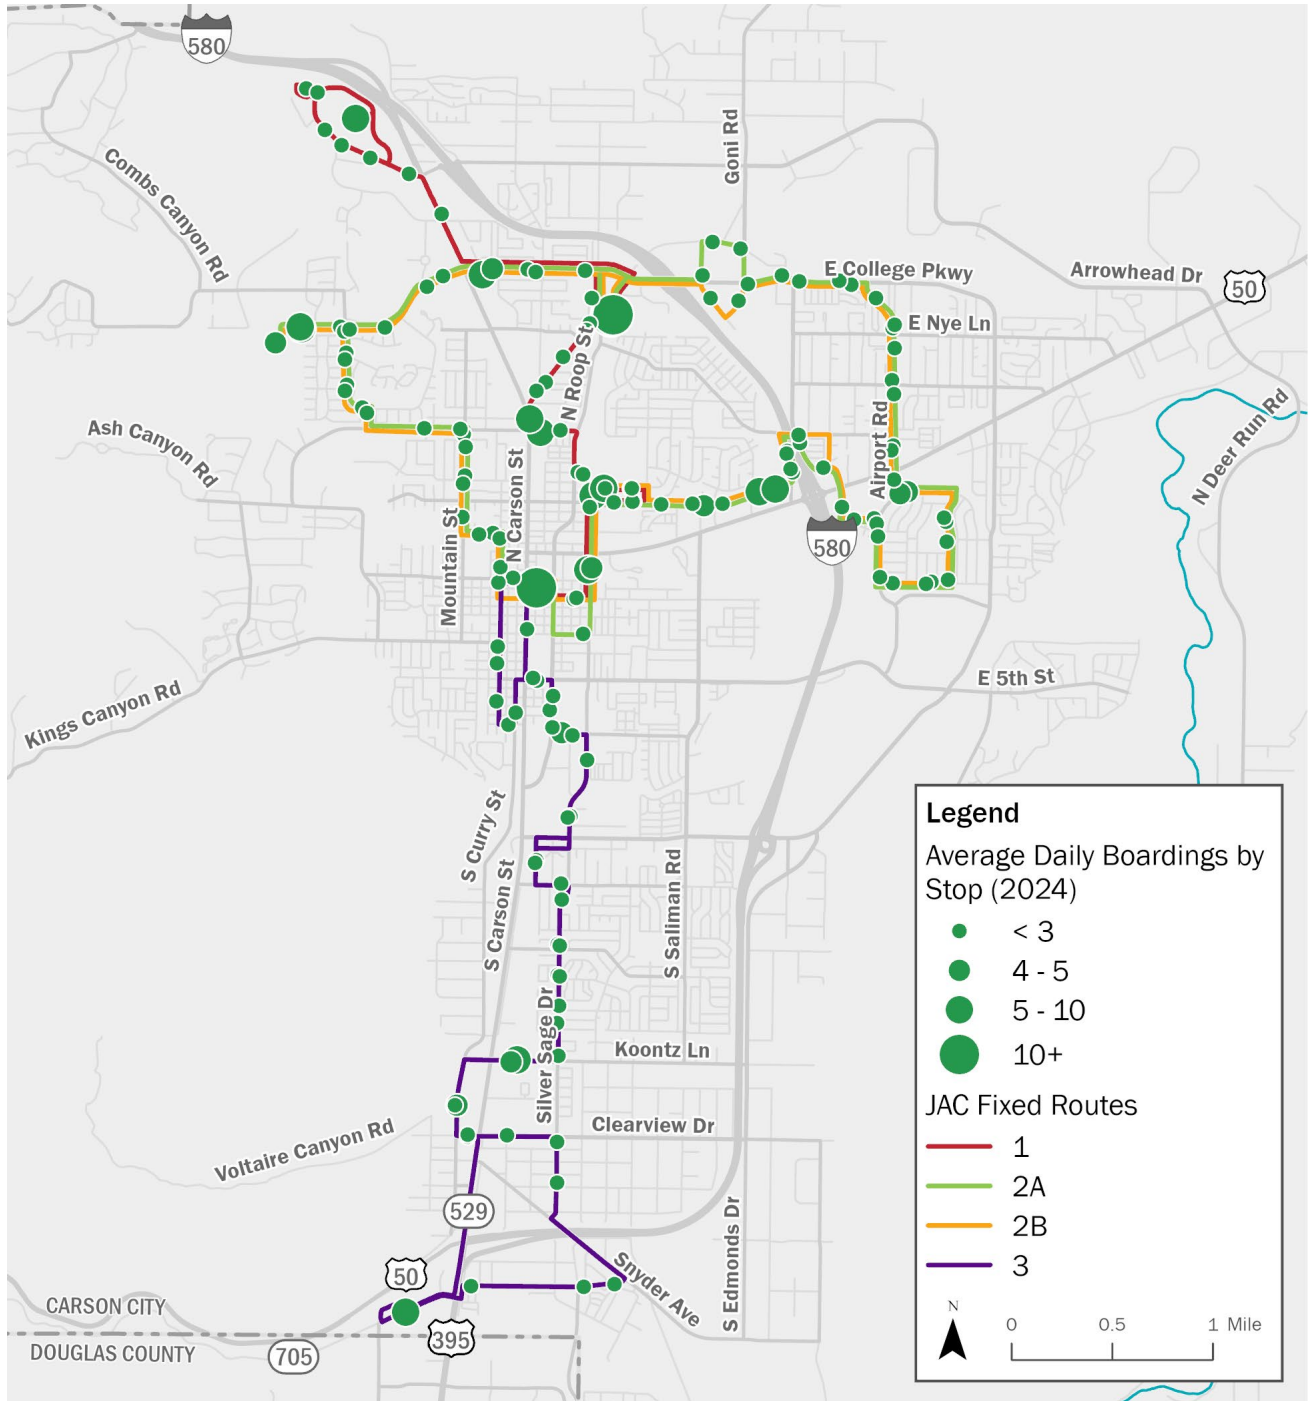 580
Goni Rd
Combs Canyon Rd
E College Pkwy
Arrowhead Dr
50
E Nye Ln
N Roop St
N Deer Run Rd
Ash Canyon Rd
Airport Rd
N Carson St
Mountain St
580
E 5th St
Kings Canyon Rd
S Curry St
S Carson St
S Saliman Rd
Silver Sage Dr
Koontz Ln
Clearview Dr
Voltaire Canyon Rd
529
S Edmonds Dr
Snyder Ave
50
CARSON CITY
395
DOUGLAS COUNTY
705
Legend
Average Daily Boardings by
Stop (2024)
< 3
4 - 5
5 - 10
10+
JAC Fixed Routes
1
2A
2B
3
N
0 0.5 1 Mile